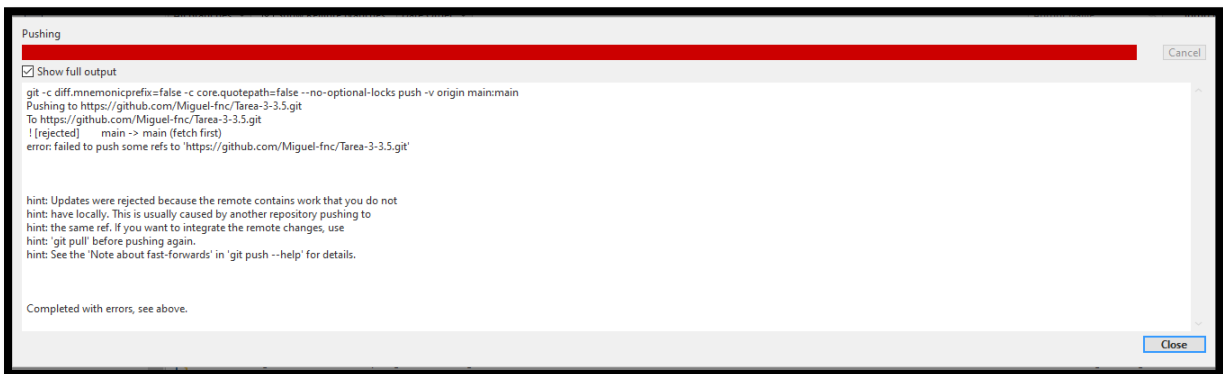 Pushing
Cancel
Show full output
git -c diff.mnemonicprefix=false -c core.quotepath=false --no-optional-locks push -v origin main:main
Pushing to https://github.com/Miguel-fnc/Tarea-3-3.5.git
To https://github.com/Miguel-fnc/Tarea-3-3.5.git
! [rejected] main -> main (fetch first)
error: failed to push some refs to 'https://github.com/Miguel-fnc/Tarea-3-3.5.git'
hint: Updates were rejected because the remote contains work that you do not
hint: have locally. This is usually caused by another repository pushing to
hint: the same ref. If you want to integrate the remote changes, use
hint: 'git pull' before pushing again.
hint: See the 'Note about fast-forwards' in 'git push --help' for details.
Completed with errors, see above.
Close